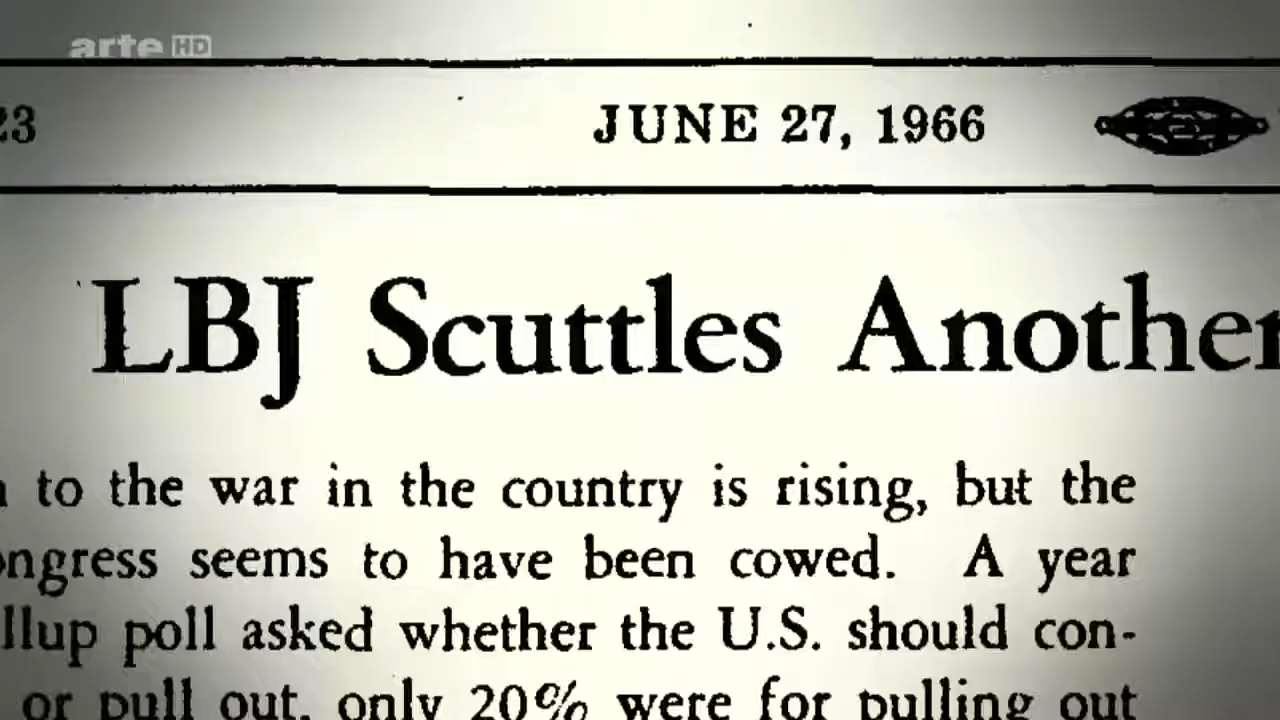 arte HD
23 JUNE 27, 1966
LBJ Scuttles Another
to the war in the country is rising, but the
ongress seems to have been cowed. A year
llup poll asked whether the U.S. should con-
or pull out, only 20% were for pulling out